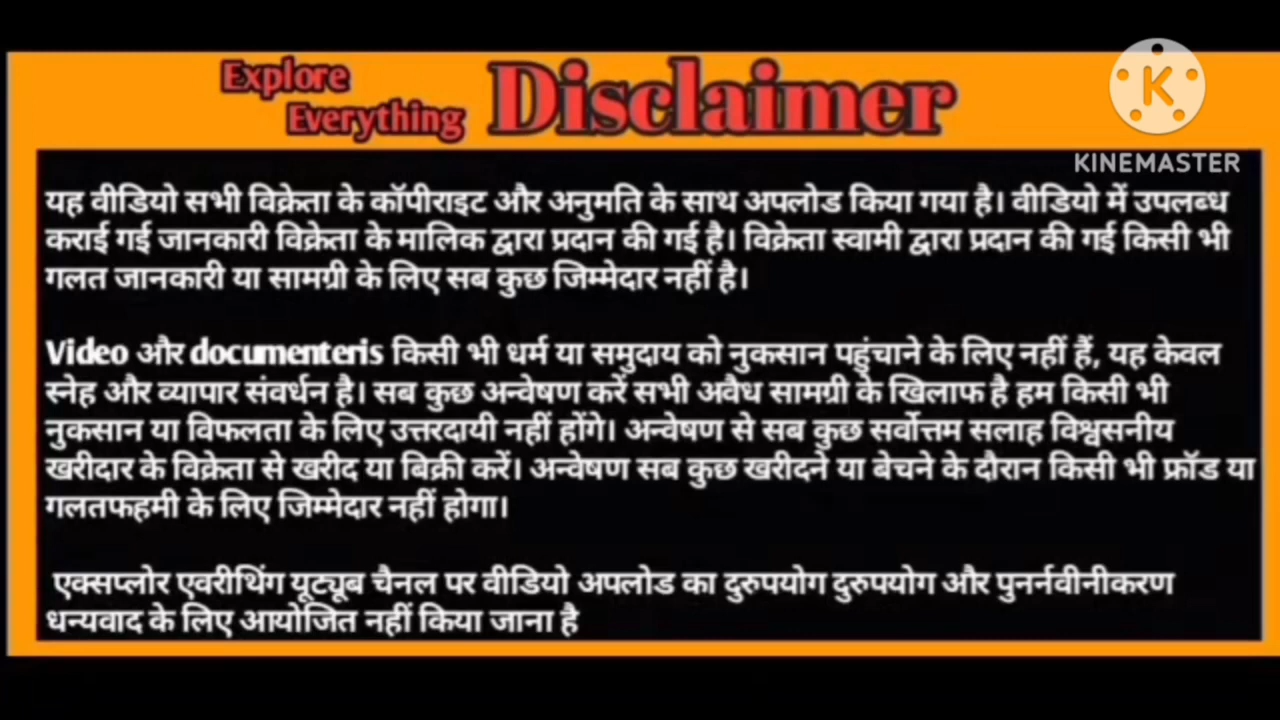 Explore
Everything
Disclaimer
KINEMASTER
यह वीडियो सभी विक्रेता के कॉपीराइट और अनुमति के साथ अपलोड किया गया है। वीडियो में उपलब्ध
कराई गई जानकारी विक्रेता के मालिक द्वारा प्रदान की गई है। विक्रेता स्वामी द्वारा प्रदान की गई किसी भी
गलत जानकारी या सामग्री के लिए सब कुछ जिम्मेदार नहीं है।
Video और documenteris किसी भी धर्म या समुदाय को नुकसान पहुंचाने के लिए नहीं हैं, यह केवल
स्नेह और व्यापार संवर्धन है। सब कुछ अन्वेषण करें सभी अवैध सामग्री के खिलाफ है हम किसी भी
नुकसान या विफलता के लिए उत्तरदायी नहीं होंगे। अन्वेषण से सब कुछ सर्वोत्तम सलाह विश्वसनीय
खरीदार के विक्रेता से खरीद या बिक्री करें। अन्वेषण सब कुछ खरीदने या बेचने के दौरान किसी भी फ्रॉड या
गलतफहमी के लिए जिम्मेदार नहीं होगा।
एक्सप्लोर एवरीथिंग यूट्यूब चैनल पर वीडियो अपलोड का दुरुपयोग दुरुपयोग और पुनर्नवीनीकरण
धन्यवाद के लिए आयोजित नहीं किया जाना है